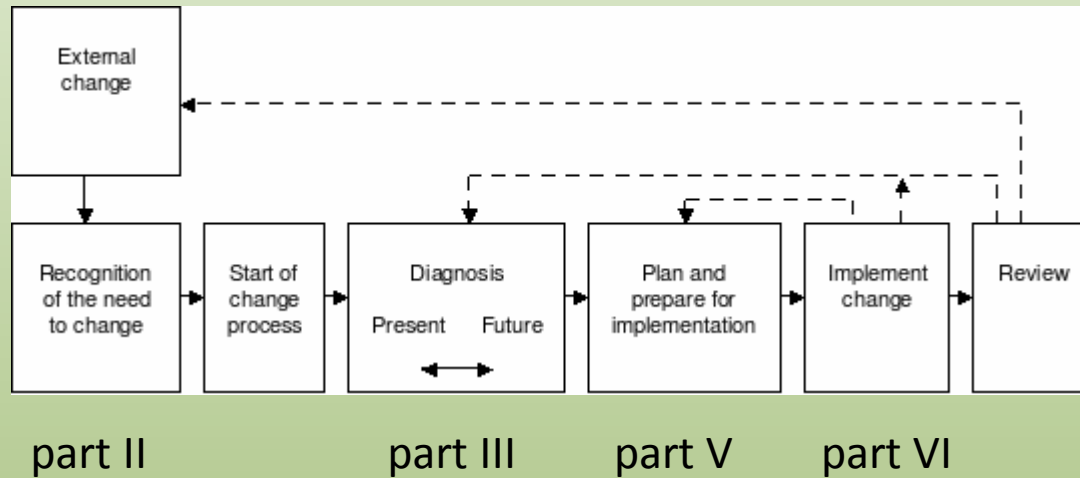 External
change
Recognition
of the need
to change
Start of
change
process
Diagnosis
Present Future
Plan and
prepare for
implementation
Implement
change
Review
part II
part III
part V
part VI